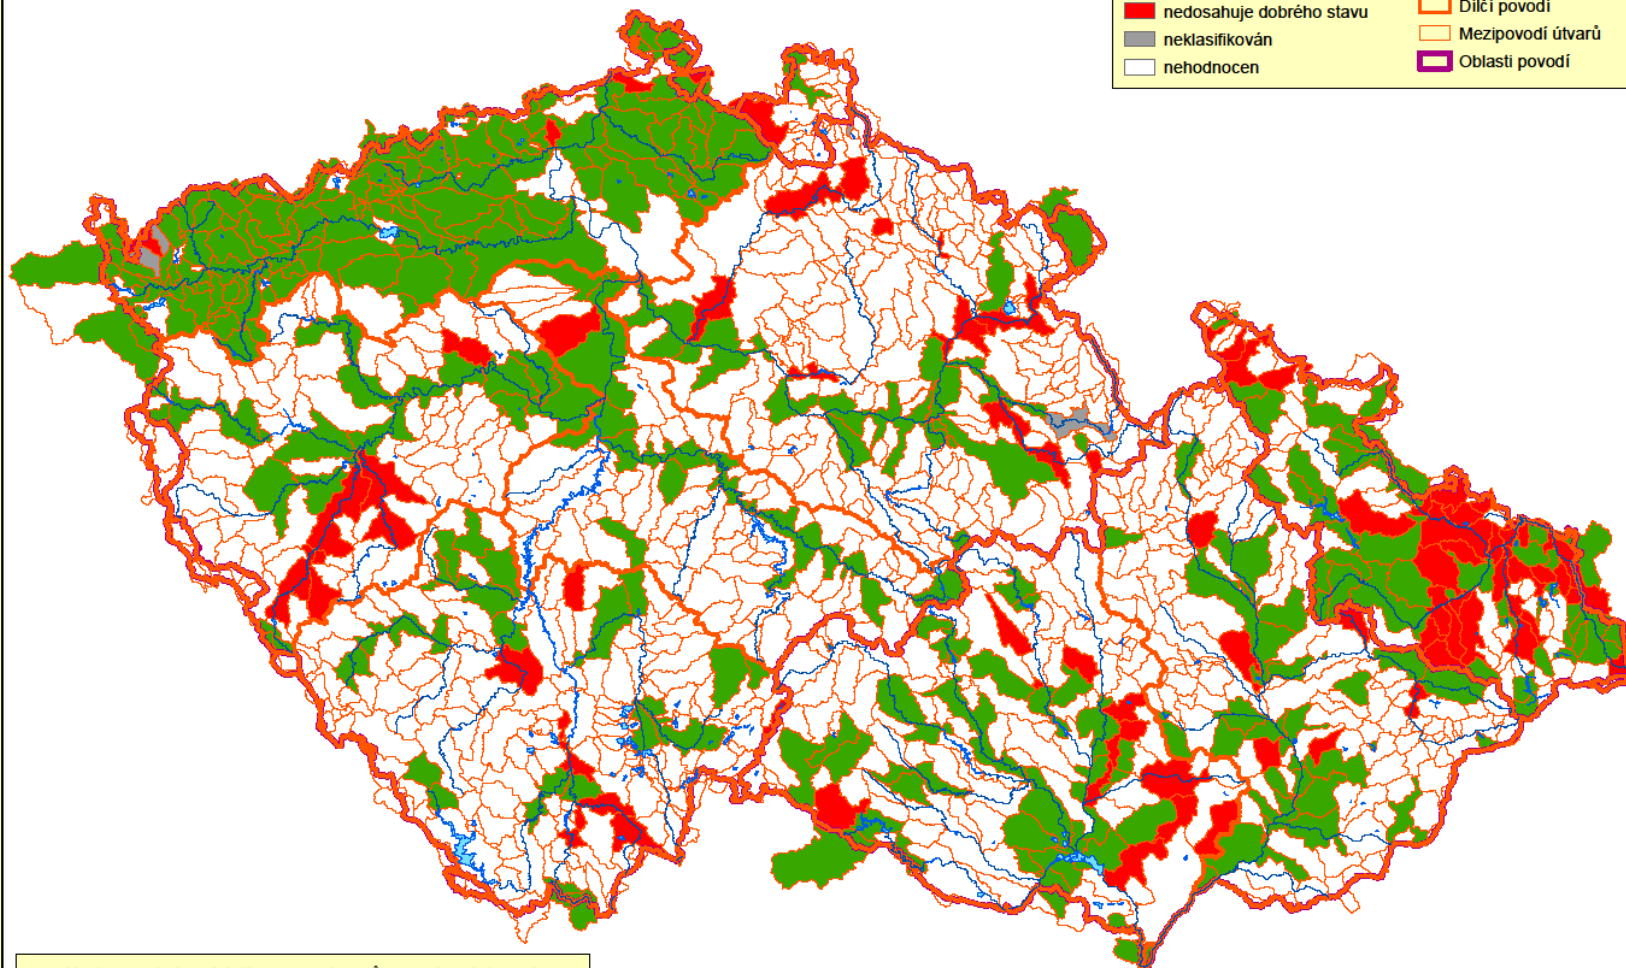 nedosahuje dobrého stavu
neklasifikován
nehodnocen
Dílčí povodí
Mezipovodí útvarů
Oblasti povodí